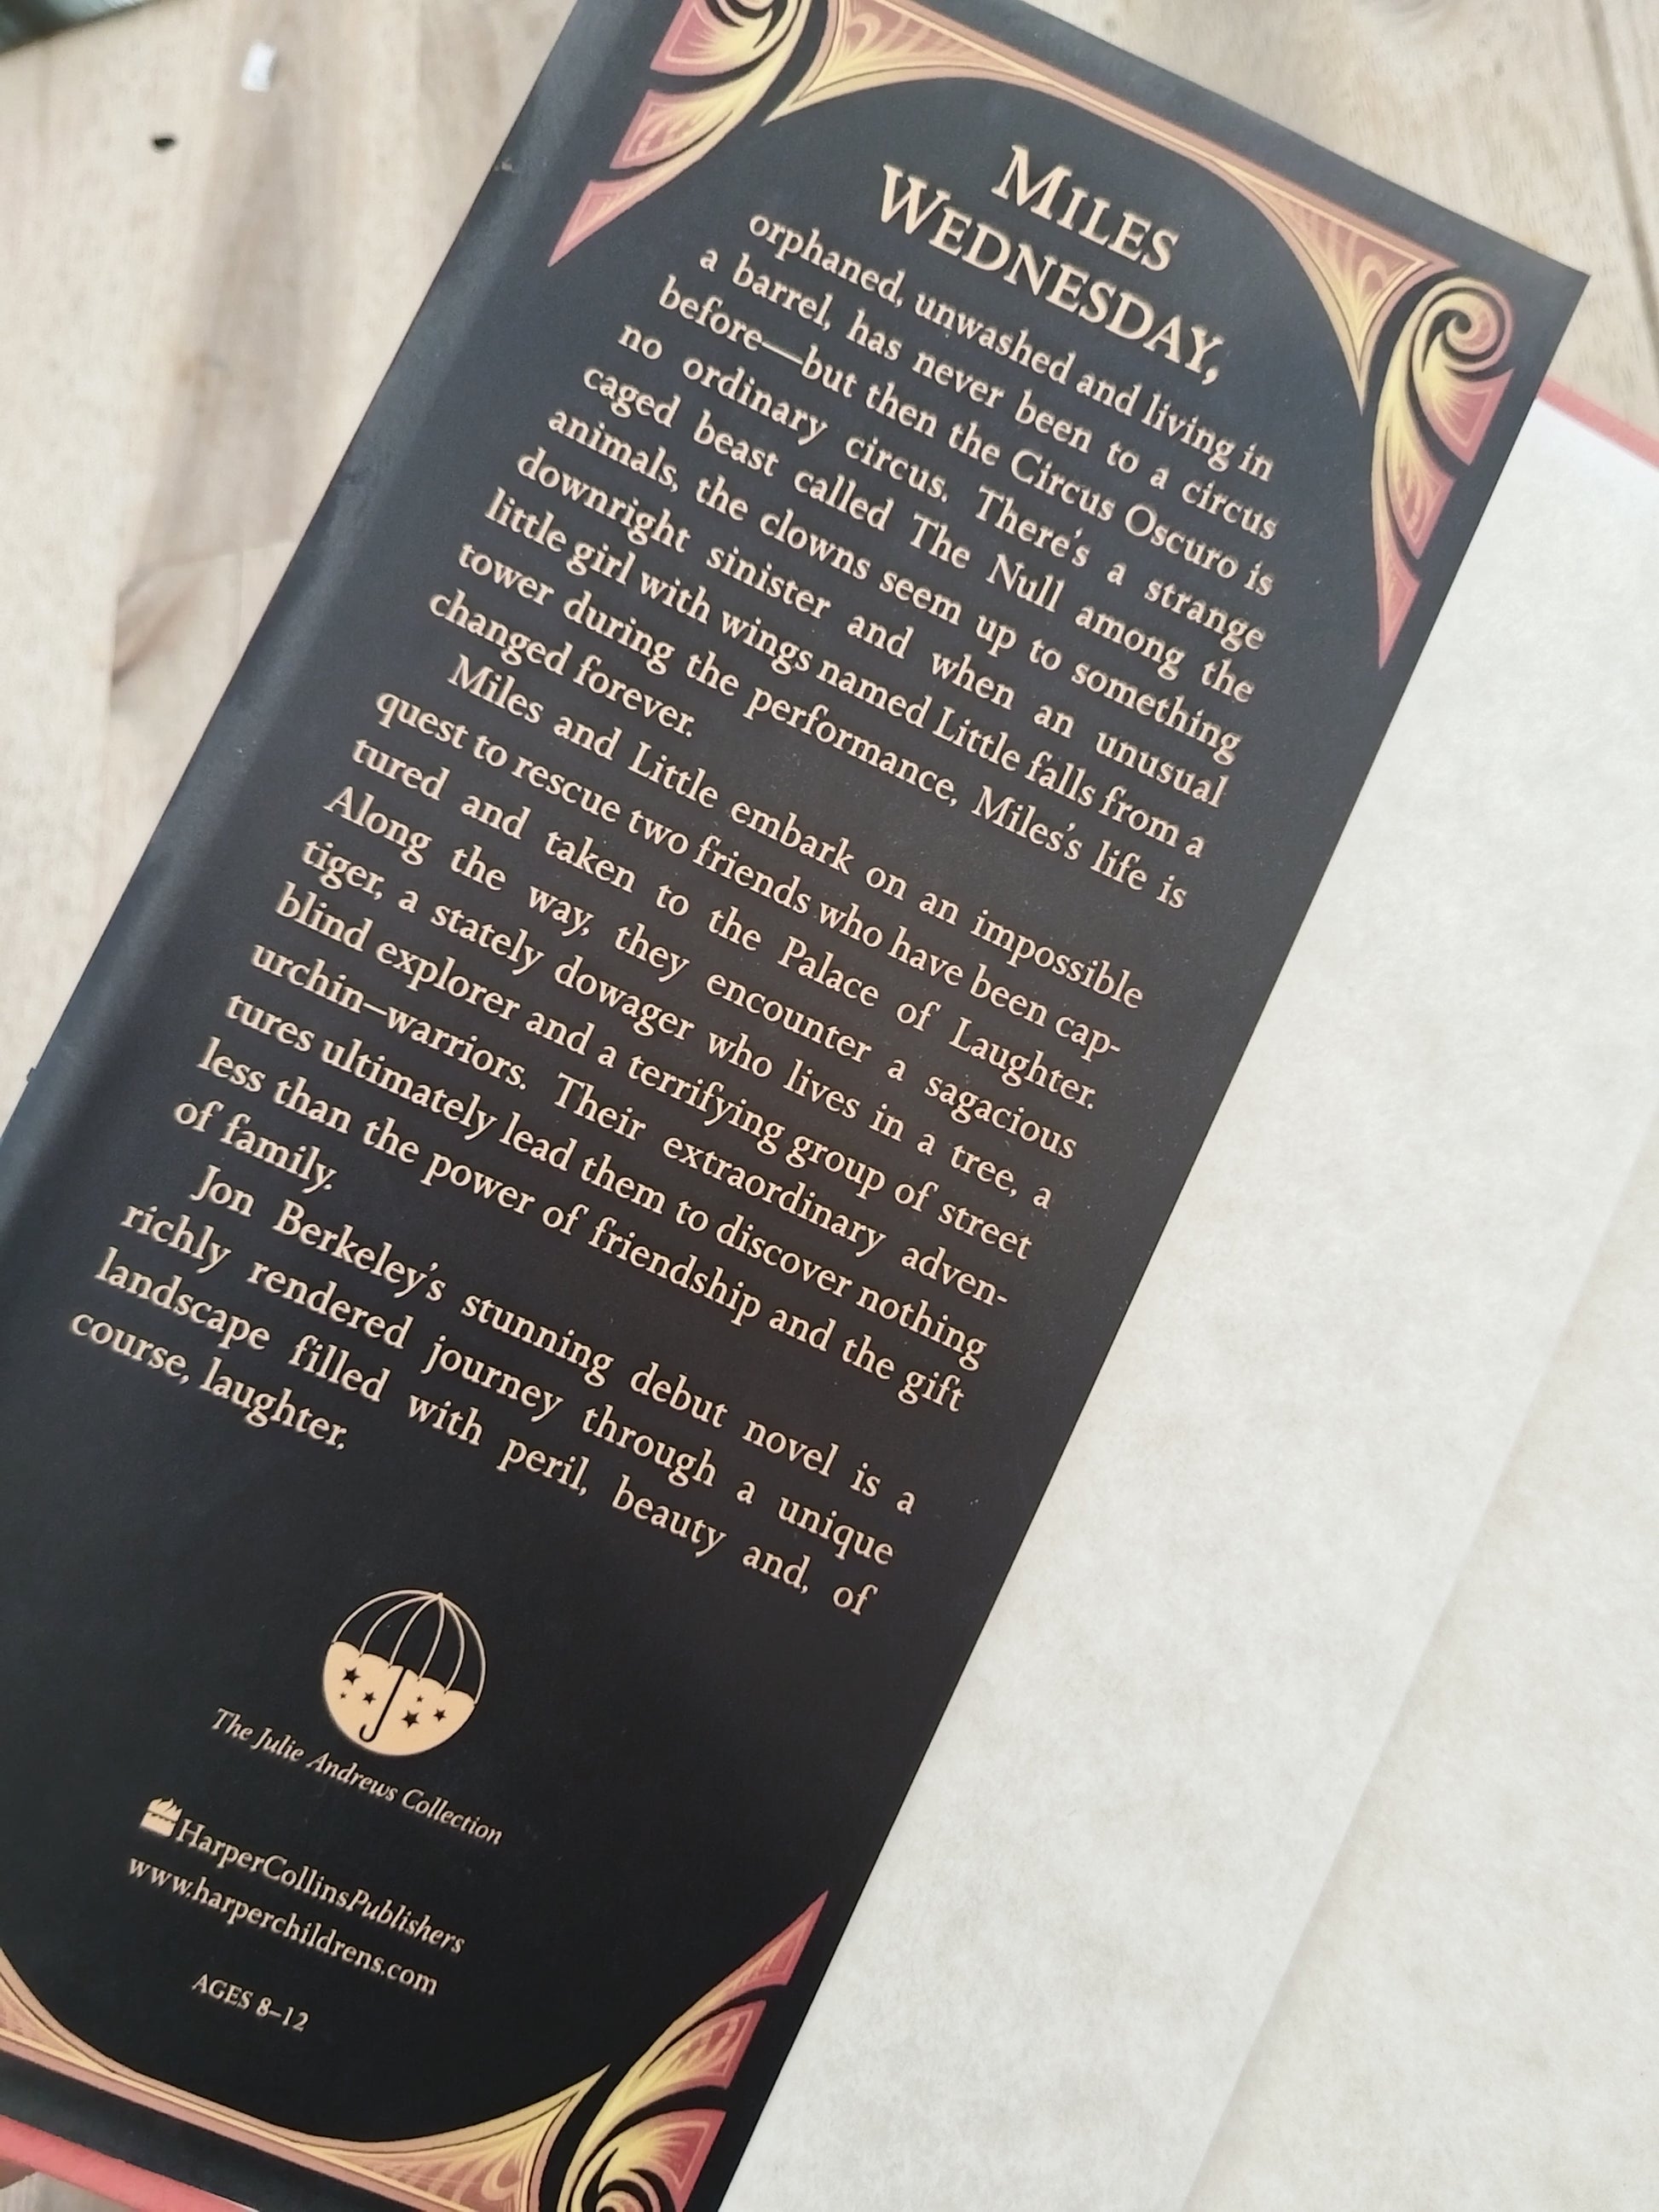 MILES
WEDNESDAY,
orphaned, unwashed and living in
a barrel, has never been to a circus
before—but then the Circus Oscuro is
no ordinary circus. There's a strange
caged beast called The Null among the
animals, the clowns seem up to something
downright sinister and when an unusual
little girl with wings named Little falls from a
tower during the performance, Miles's life is
changed forever.
Miles and Little embark on an impossible
quest to rescue two friends who have been cap-
tured and taken to the Palace of Laughter.
Along the way, they encounter a sagacious
tiger, a stately dowager who lives in a tree, a
blind explorer and a terrifying group of street
urchin–warriors. Their extraordinary adven-
tures ultimately lead them to discover nothing
less than the power of friendship and the gift
of family.
Jon Berkeley's stunning debut novel is a
richly rendered journey through a unique
landscape filled with peril, beauty and, of
course, laughter.
The Julie Andrews Collection
HarperCollinsPublishers
www.harperchildrens.com
AGES 8–12